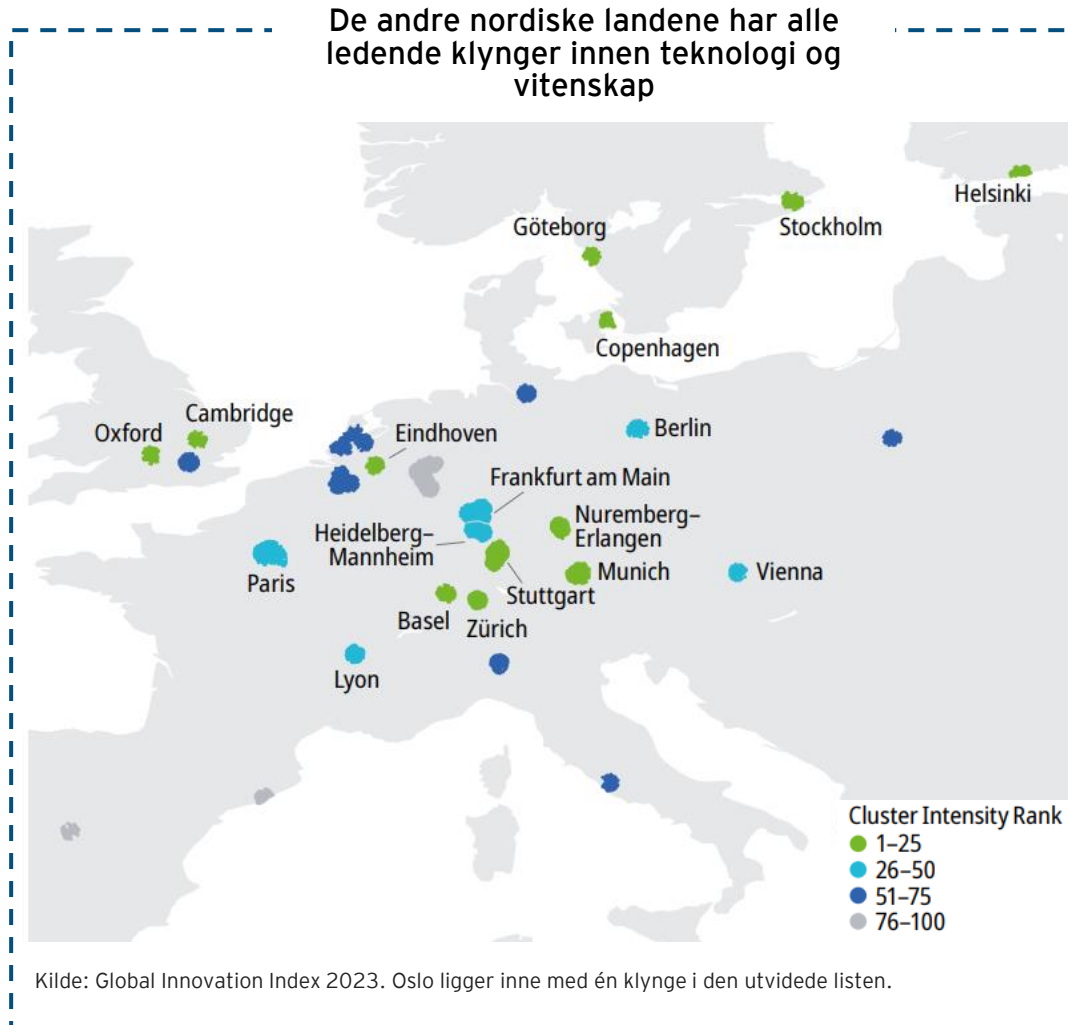 De andre nordiske landene har alle
ledende klynger innen teknologi og
vitenskap
Helsinki
Stockholm
Göteborg
Copenhagen
Cambridge
Oxford
Eindhoven
Berlin
Frankfurt am Main
Nuremberg–
Erlangen
Heidelberg–
Mannheim
Paris
Munich
Vienna
Stuttgart
Basel
Zürich
Lyon
Cluster Intensity Rank
1–25
26–50
51–75
76–100
Kilde: Global Innovation Index 2023. Oslo ligger inne med én klynge i den utvidede listen.